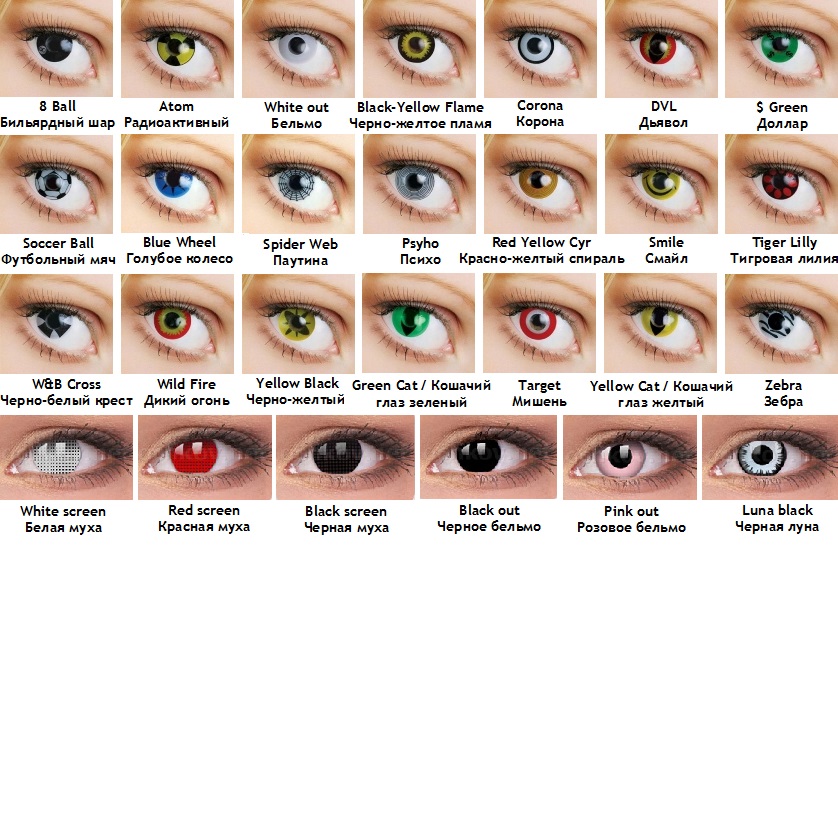 8 Ball
Бильярдный шар
Atom
Радиоактивный
White out
Бельмо
Black-Yellow Flame
Черно-желтое пламя
Corona
Корона
DVL
Дьявол
$ Green
Доллар
Soccer Ball
Футбольный мяч
Blue Wheel
Голубое колесо
Spider Web
Паутина
Psyho
Психо
Red Yellow Cyr
Красно-желтый спираль
Smile
Смайл
Tiger Lilly
Тигровая лилия
W&B Cross
Черно-белый крест
Wild Fire
Дикий огонь
Yellow Black
Черно-желтый
Green Cat / Кошачий
глаз зеленый
Target
Мишень
Yellow Cat / Кошачий
глаз желтый
Zebra
Зебра
White screen
Белая муха
Red screen
Красная муха
Black screen
Черная муха
Black out
Черное бельмо
Pink out
Розовое бельмо
Luna black
Черная луна